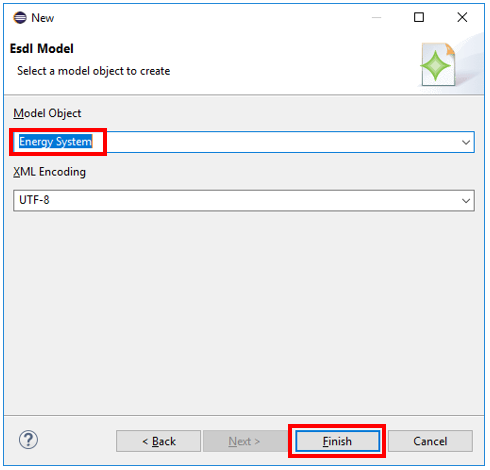 New
Esdl Model
Select a model object to create
Model Object
Energy System
XML Encoding
UTF-8
?
< Back
Next >
Finish
Cancel